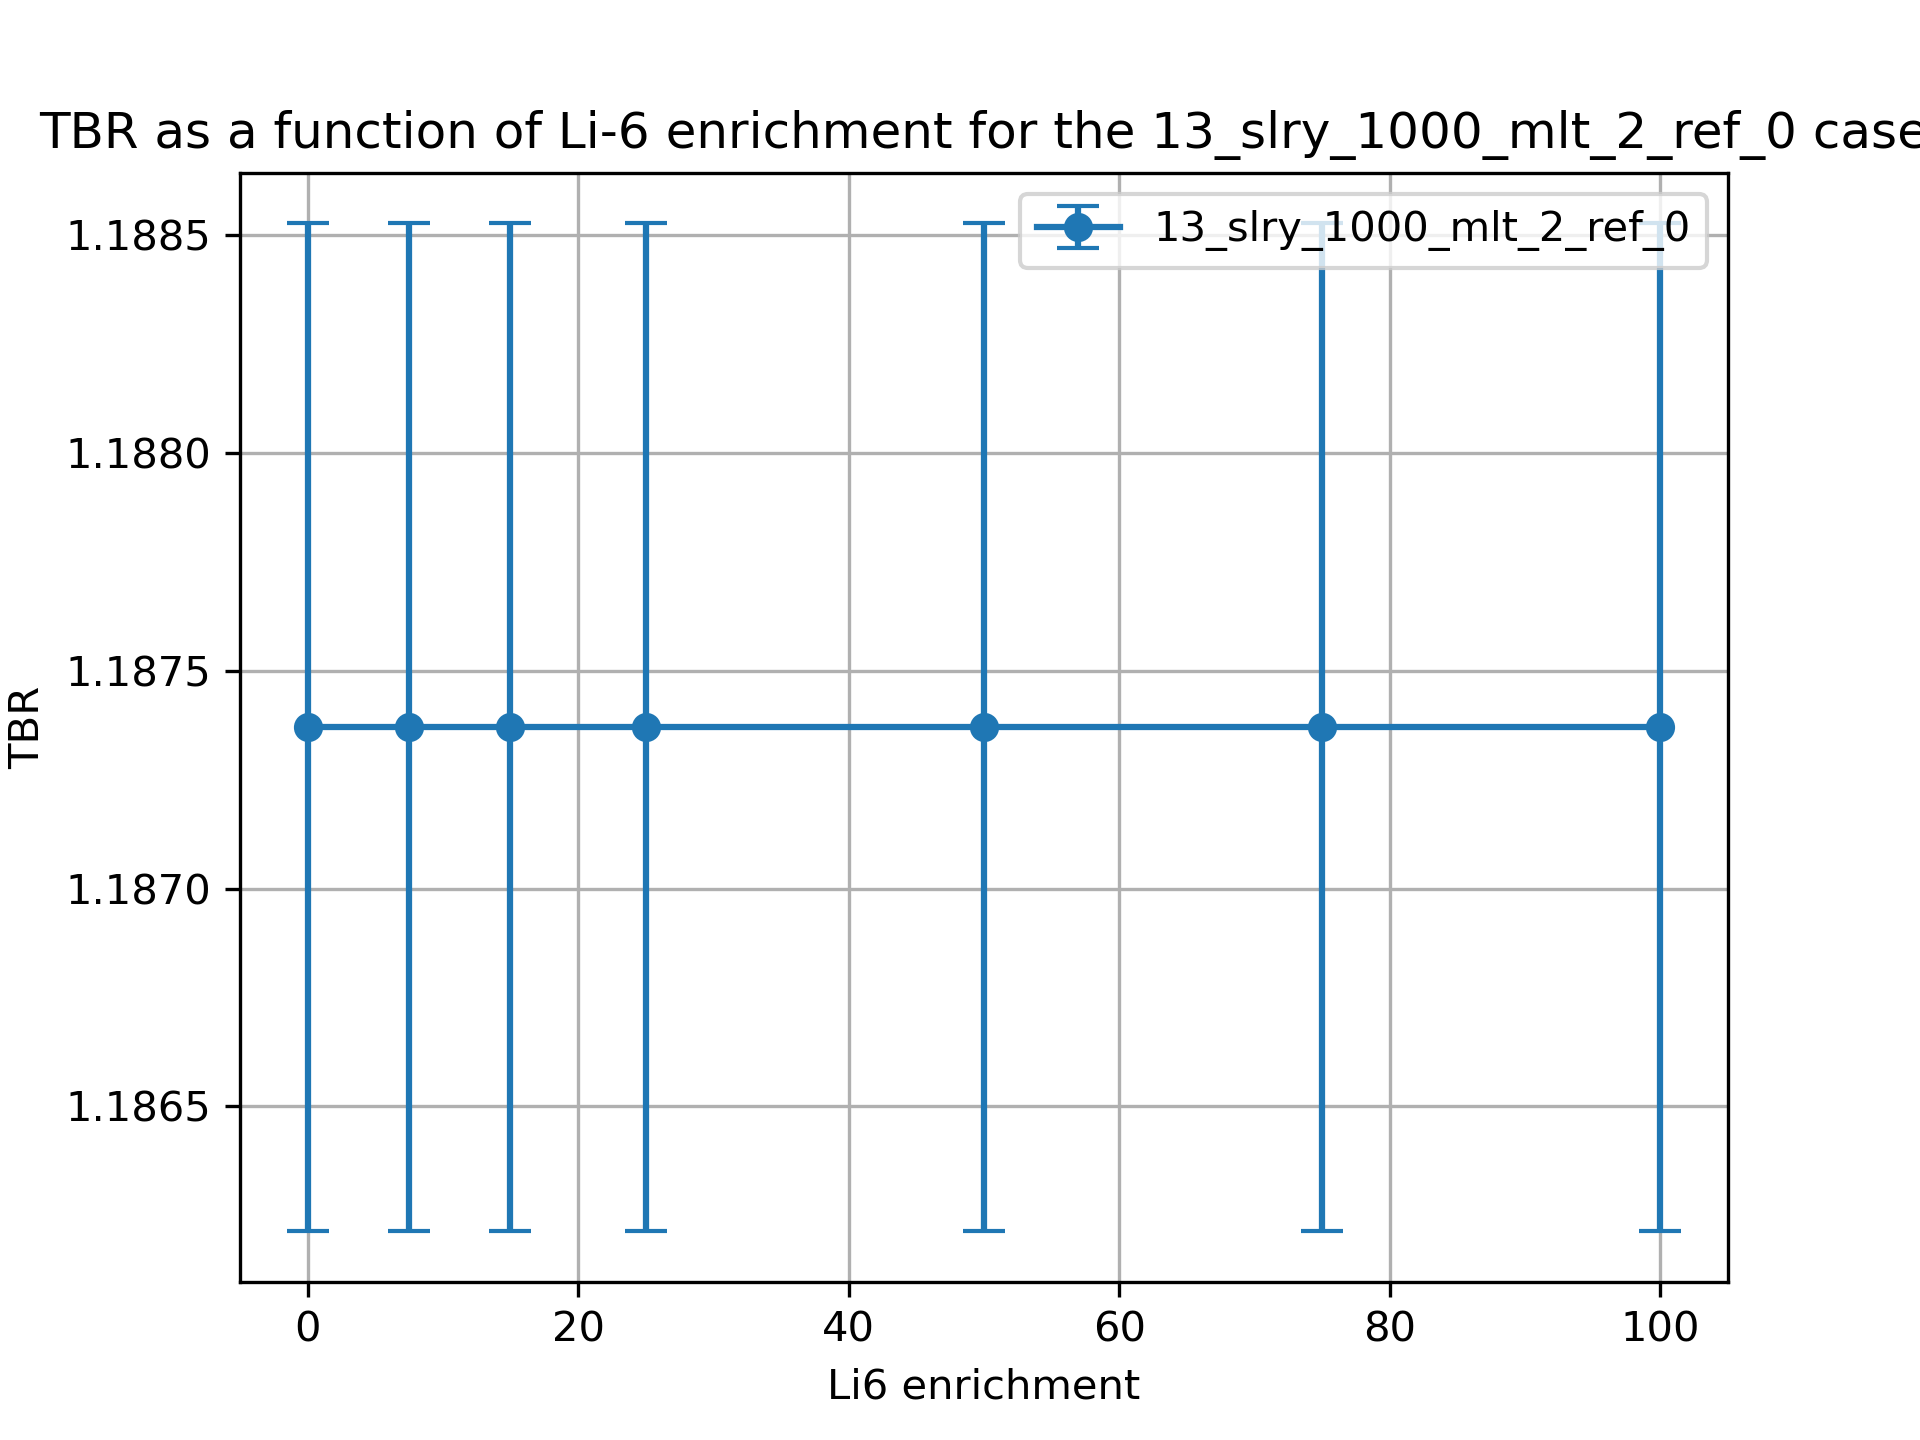 TBR as a function of Li-6 enrichment for the 13_slry_1000_mlt_2_ref_0 case
13_slry_1000_mlt_2_ref_0
1.1885
1.1880
1.1875
1.1870
1.1865
TBR
0 20 40 60 80 100
Li6 enrichment